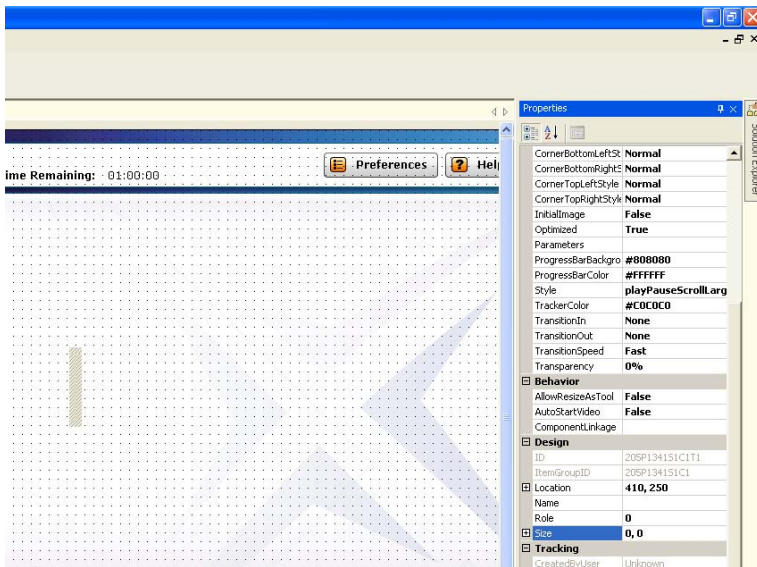 Properties
Solution Explorer
Preferences
Help
ime Remaining: 01:00:00
CornerBottomLeftSt Normal
CornerBottomRightS Normal
CornerTopLeftStyle Normal
CornerTopRightStyle Normal
InitialImage False
Optimized True
Parameters
ProgressBarBackgro #808080
ProgressBarColor #FFFFFF
Style playPauseScrollLarg
TrackerColor #C0C0C0
TransitionIn None
TransitionOut None
TransitionSpeed Fast
Transparency 0%
Behavior
AllowResizeAsTool False
AutoStartVideo False
ComponentLinkage
Design
ID 205P134151C1T1
ItemGroupID 205P134151C1
Location 410, 250
Name
Role 0
Size 0, 0
Tracking
CreatedByUser Unknown